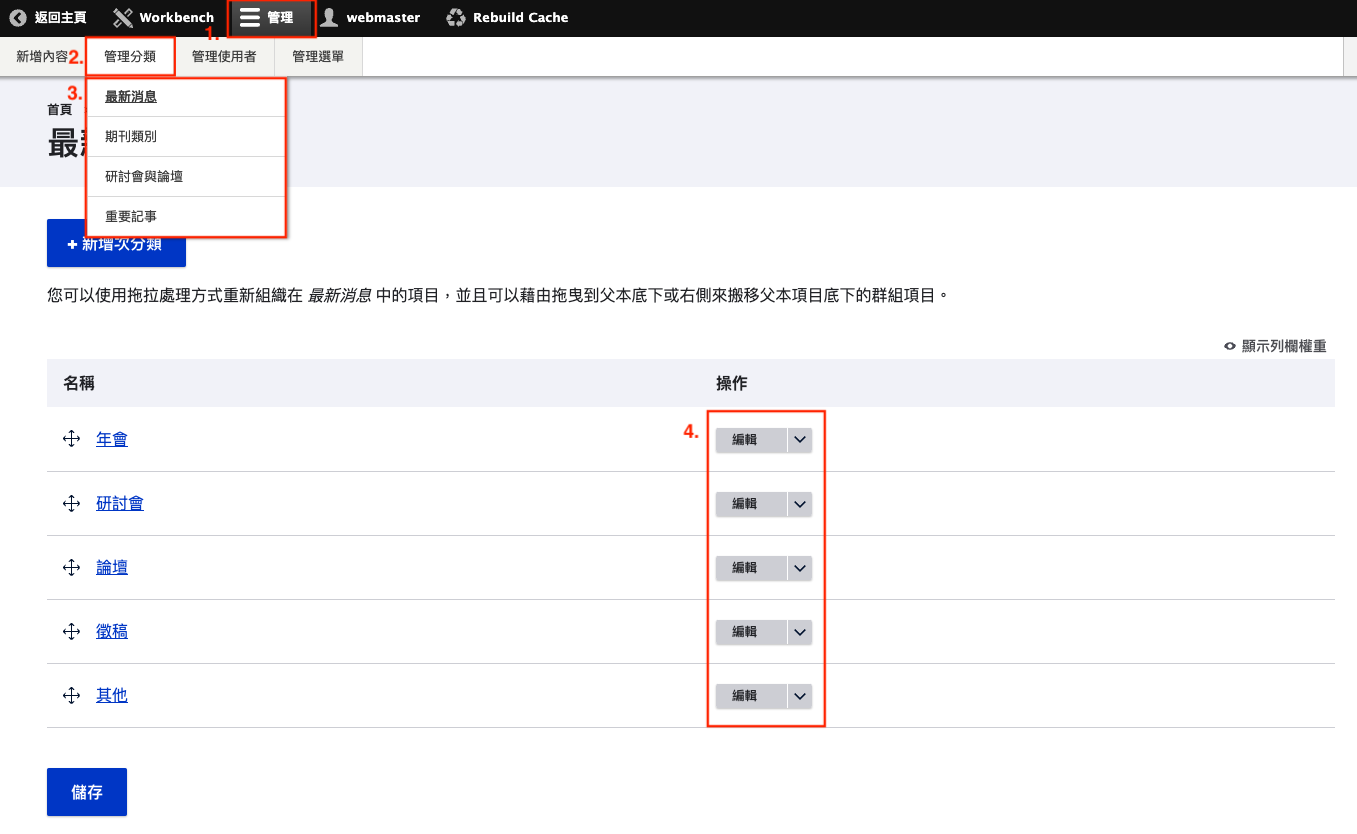 返回主頁 Workbench 管理 webmaster Rebuild Cache
1.
新增內容 2. 管理分類 管理使用者 管理選單
3. 最新消息
首頁
期刊類別
最
研討會與論壇
重要記事
+ 新增次分類
您可以使用拖拉處理方式重新組織在 最新消息 中的項目，並且可以藉由拖曳到父本底下或右側來搬移父本項目底下的群組項目。
顯示列欄權重
名稱 操作
4.
年會 編輯
研討會 編輯
論壇 編輯
徵稿 編輯
其他 編輯
儲存